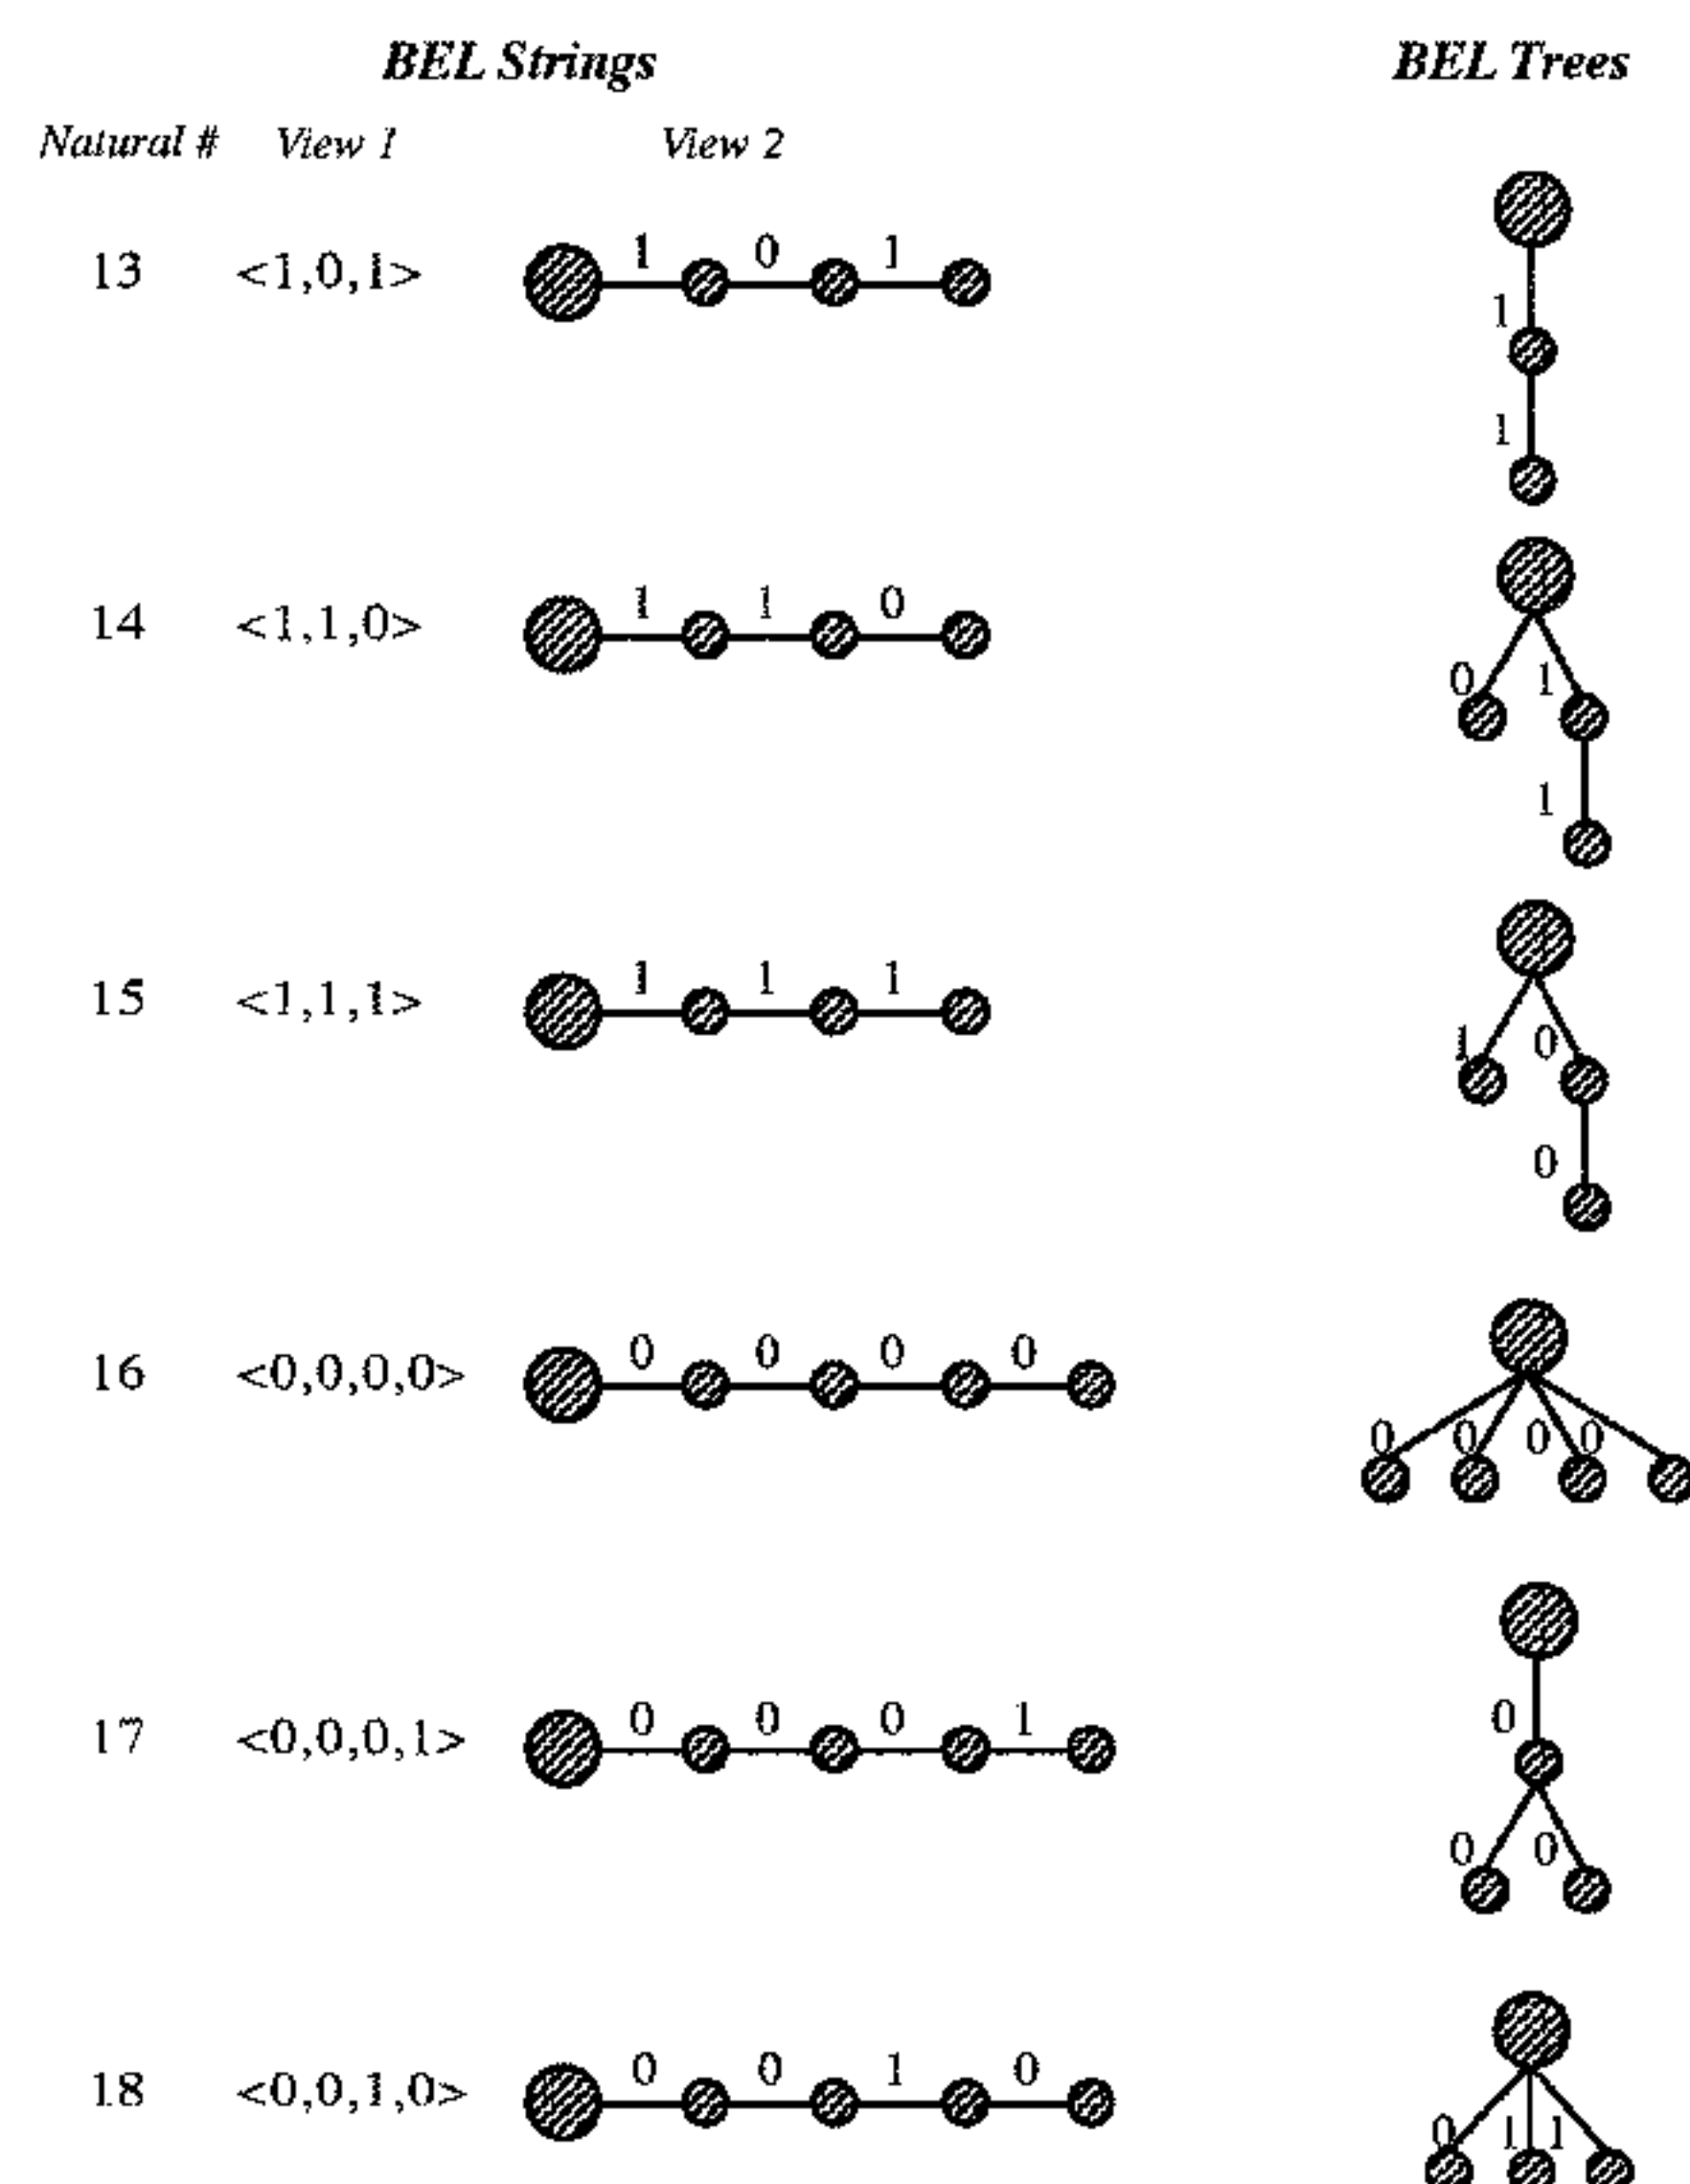 BEL Strings BEL Trees
Natural # View 1 View 2
13 <1,0,1> 1 0 1
1
1
14 <1,1,0> 1 1 0
0 1
1
15 <1,1,1> 1 1 1
1 0
0
16 <0,0,0,0> 0 0 0 0
0 0 0 0
17 <0,0,0,1> 0 0 0 1
0
0 0
18 <0,0,1,0> 0 0 1 0
0 1 1